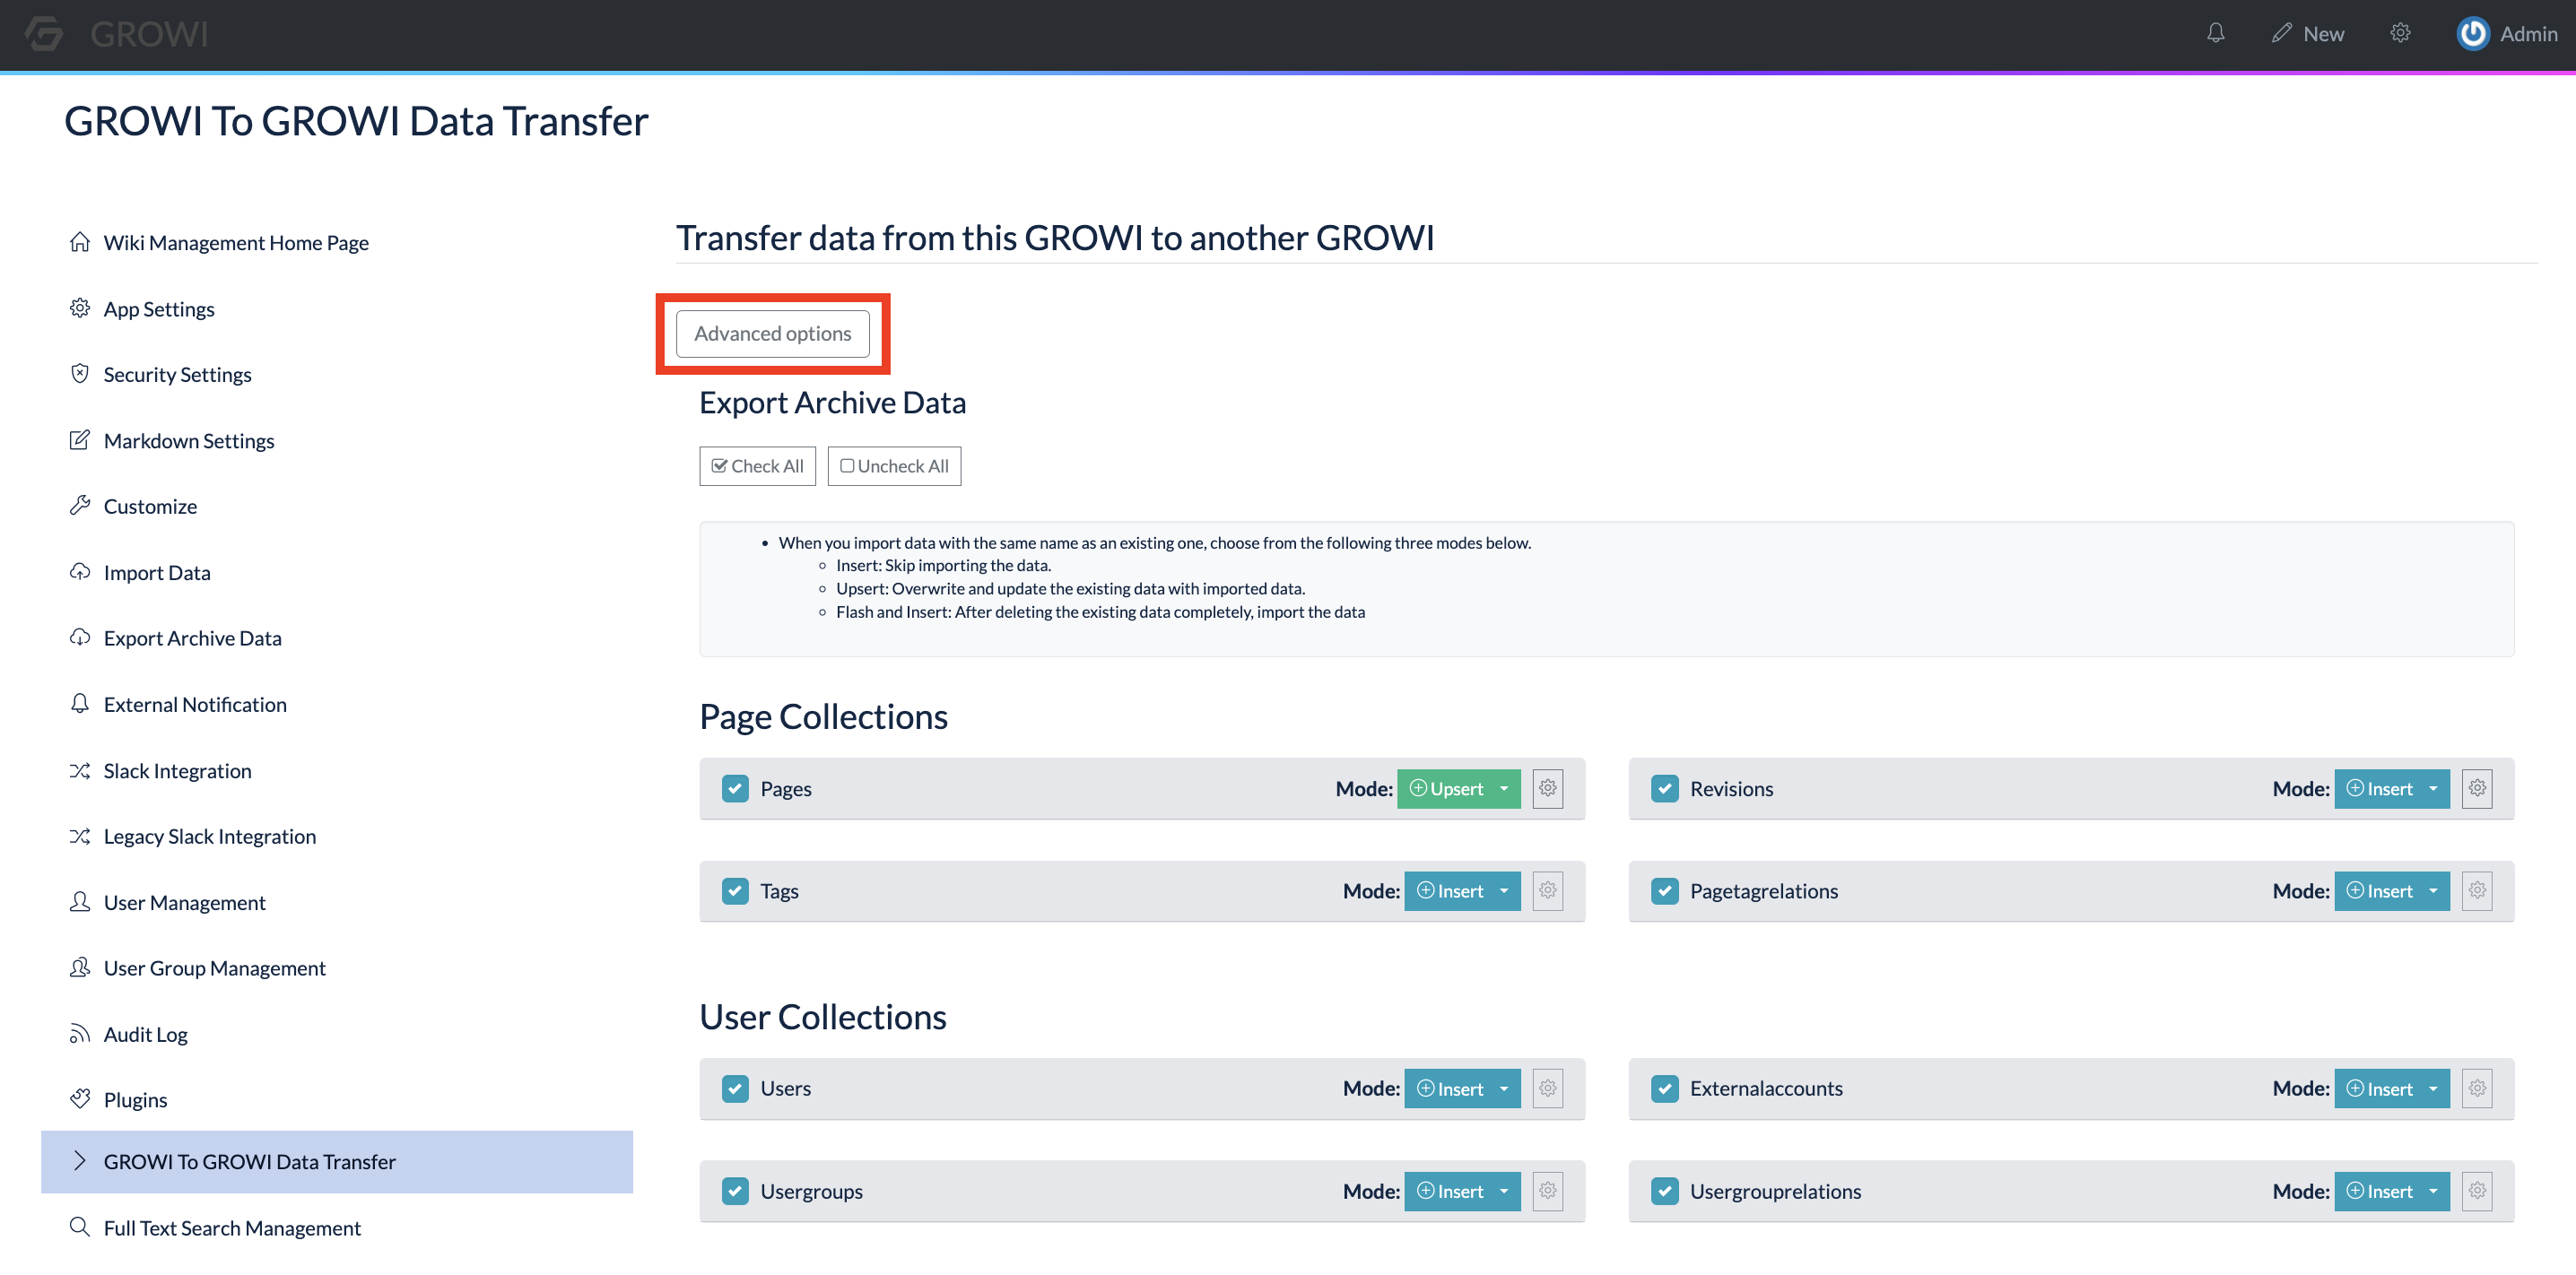 GROWI
New
Admin
GROWI To GROWI Data Transfer
Wiki Management Home Page
App Settings
Security Settings
Markdown Settings
Customize
Import Data
Export Archive Data
External Notification
Slack Integration
Legacy Slack Integration
User Management
User Group Management
Audit Log
Plugins
GROWI To GROWI Data Transfer
Full Text Search Management
Transfer data from this GROWI to another GROWI
Advanced options
Export Archive Data
Check All
Uncheck All
When you import data with the same name as an existing one, choose from the following three modes below.
Insert: Skip importing the data.
Upsert: Overwrite and update the existing data with imported data.
Flash and Insert: After deleting the existing data completely, import the data
Page Collections
Pages Mode: Upsert
Revisions Mode: Insert
Tags Mode: Insert
Pagetagrelations Mode: Insert
User Collections
Users Mode: Insert
Externalaccounts Mode: Insert
Usergroups Mode: Insert
Usergrouprelations Mode: Insert